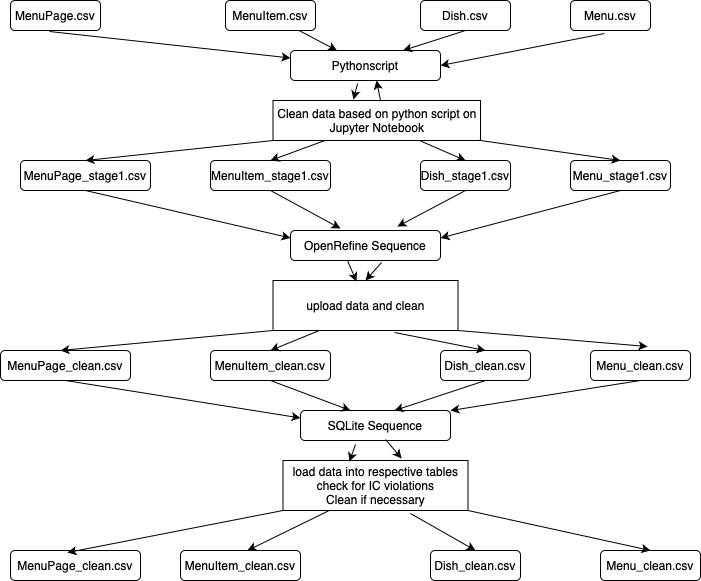 MenuPage.csv
MenuItem.csv
Dish.csv
Menu.csv
Pythonscript
Clean data based on python script on
Jupyter Notebook
MenuPage_stage1.csv
MenuItem_stage1.csv
Dish_stage1.csv
Menu_stage1.csv
OpenRefine Sequence
upload data and clean
MenuPage_clean.csv
MenuItem_clean.csv
Dish_clean.csv
Menu_clean.csv
SQLite Sequence
load data into respective tables
check for IC violations
Clean if necessary
MenuPage_clean.csv
MenuItem_clean.csv
Dish_clean.csv
Menu_clean.csv